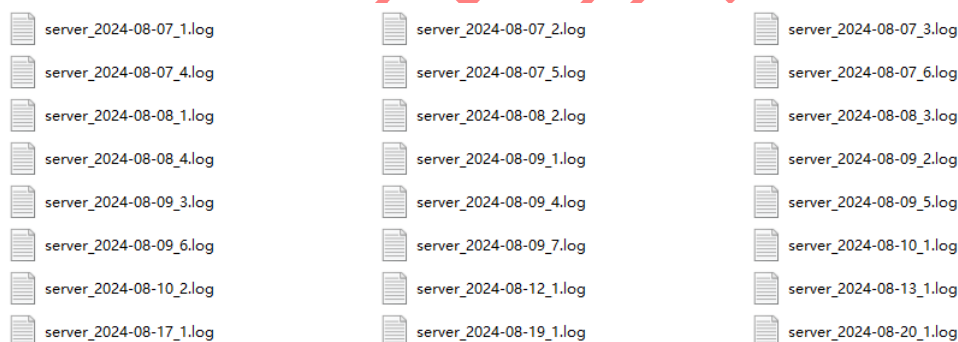 server_2024-08-07_1.log server_2024-08-07_2.log server_2024-08-07_3.log
server_2024-08-07_4.log server_2024-08-07_5.log server_2024-08-07_6.log
server_2024-08-08_1.log server_2024-08-08_2.log server_2024-08-08_3.log
server_2024-08-08_4.log server_2024-08-09_1.log server_2024-08-09_2.log
server_2024-08-09_3.log server_2024-08-09_4.log server_2024-08-09_5.log
server_2024-08-09_6.log server_2024-08-09_7.log server_2024-08-10_1.log
server_2024-08-10_2.log server_2024-08-12_1.log server_2024-08-13_1.log
server_2024-08-17_1.log server_2024-08-19_1.log server_2024-08-20_1.log